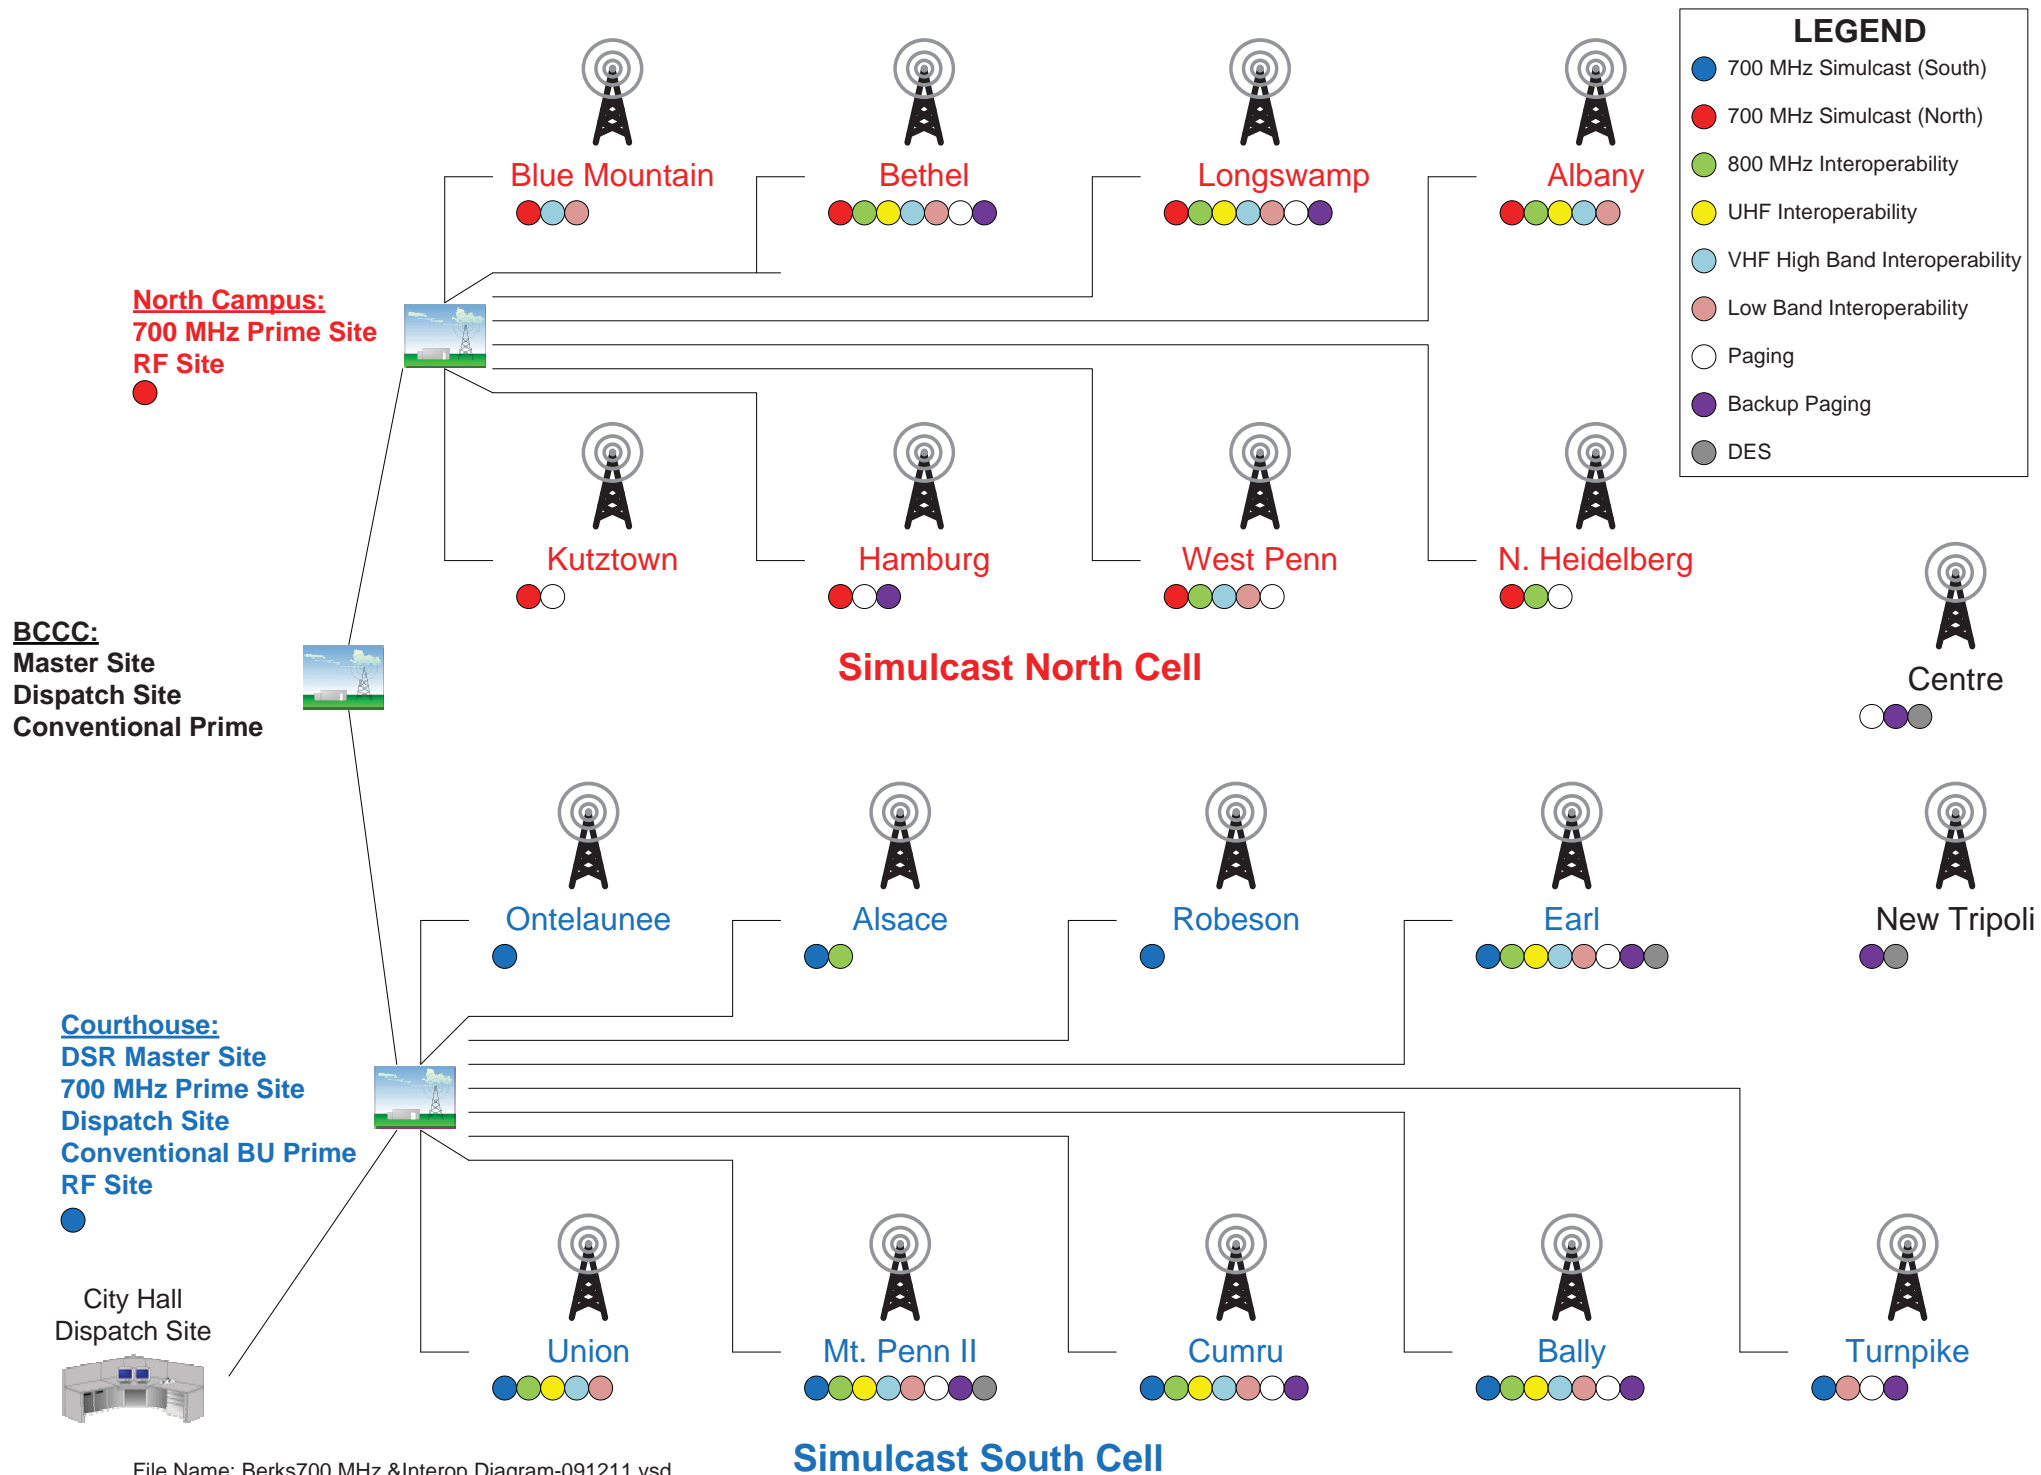 LEGEND
700 MHz Simulcast (South)
700 MHz Simulcast (North)
800 MHz Interoperability
UHF Interoperability
VHF High Band Interoperability
Low Band Interoperability
Paging
Backup Paging
DES
Blue Mountain
Bethel
Longswamp
Albany
North Campus:
700 MHz Prime Site
RF Site
Kutztown
Hamburg
West Penn
N. Heidelberg
Simulcast North Cell
BCCC:
Master Site
Dispatch Site
Conventional Prime
Centre
Ontelaunee
Alsace
Robeson
Earl
New Tripoli
Courthouse:
DSR Master Site
700 MHz Prime Site
Dispatch Site
Conventional BU Prime
RF Site
City Hall
Dispatch Site
Union
Mt. Penn II
Cumru
Bally
Turnpike
Simulcast South Cell
File Name: Berks700 MHz &Interop Diagram-091211.vsd